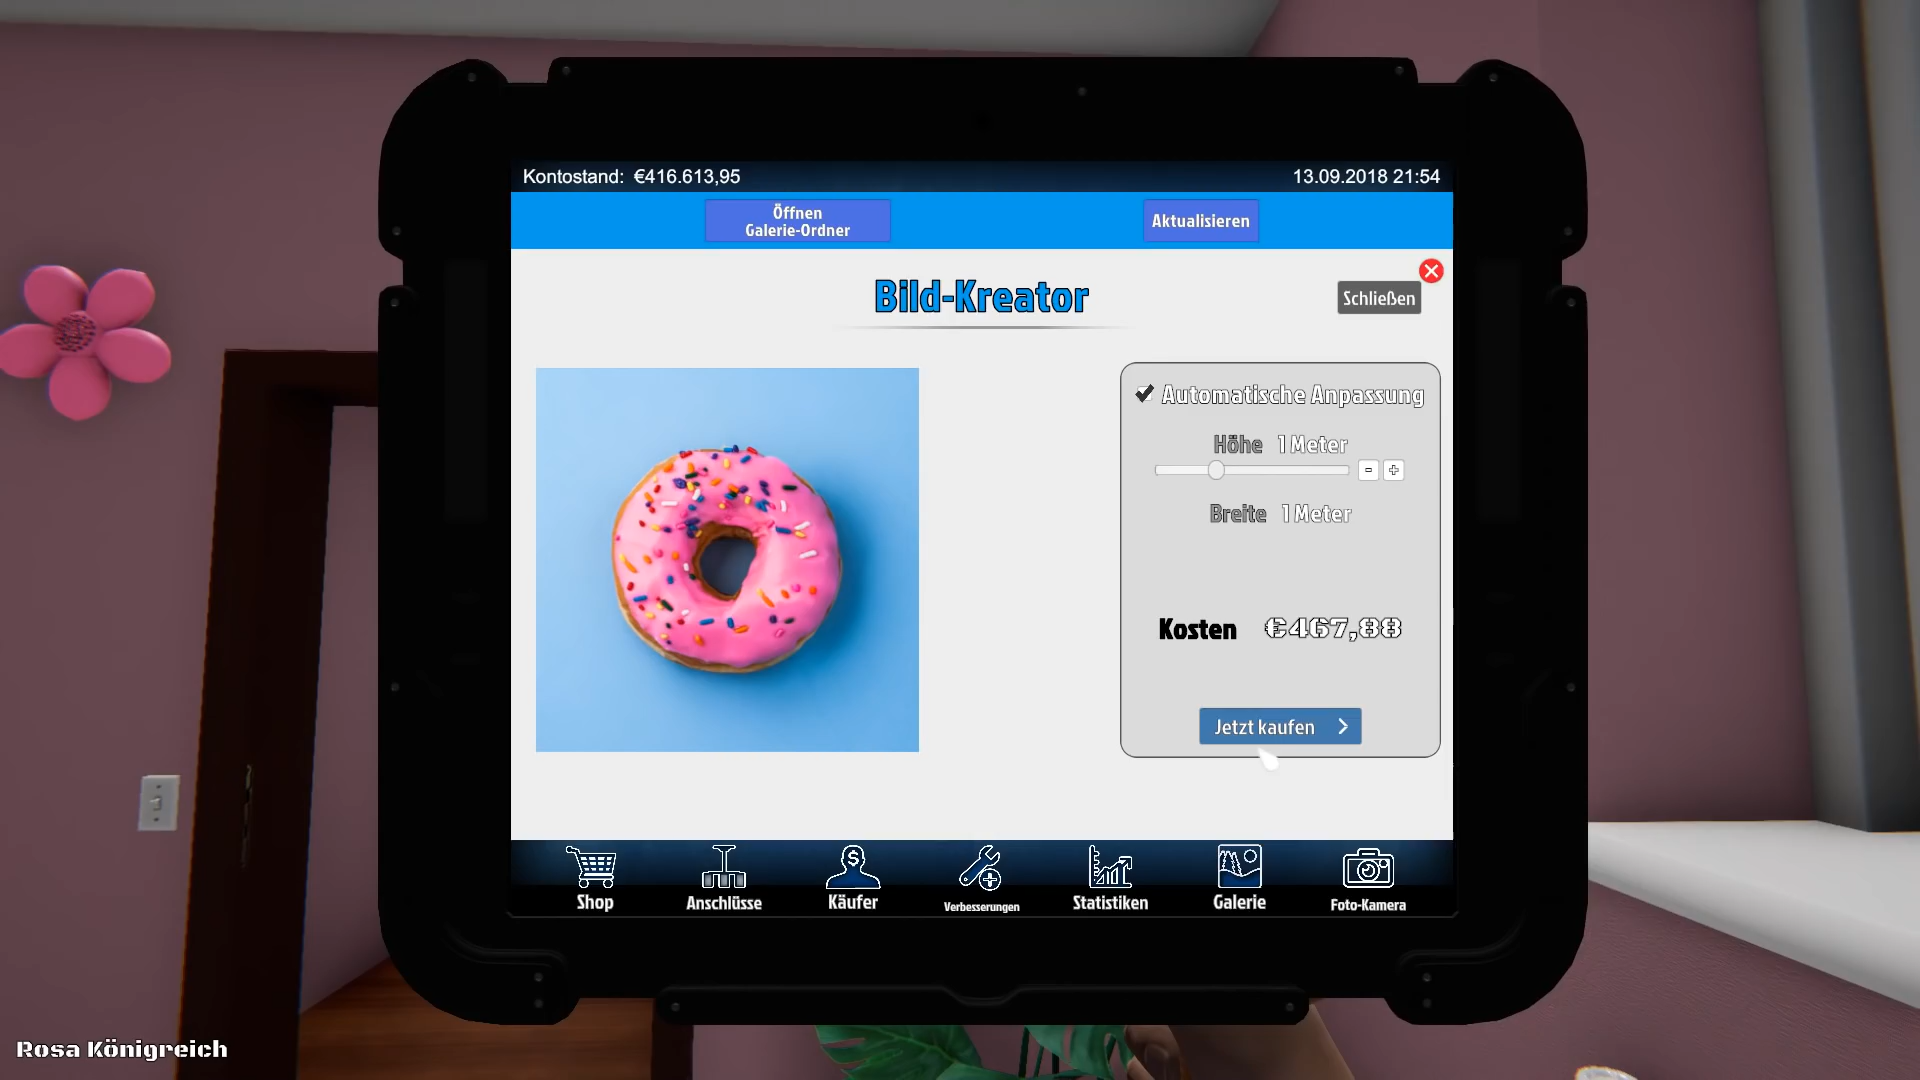 Kontostand: €416.613,95
13.09.2018 21:54
Öffnen
Galerie-Ordner
Aktualisieren
Bild-Kreator
Schließen
Automatische Anpassung
Höhe 1 Meter
- +
Breite 1 Meter
Kosten €467,88
Jetzt kaufen
Shop
Anschlüsse
Käufer
Verbesserungen
Statistiken
Galerie
Foto-Kamera
Rosa Königreich